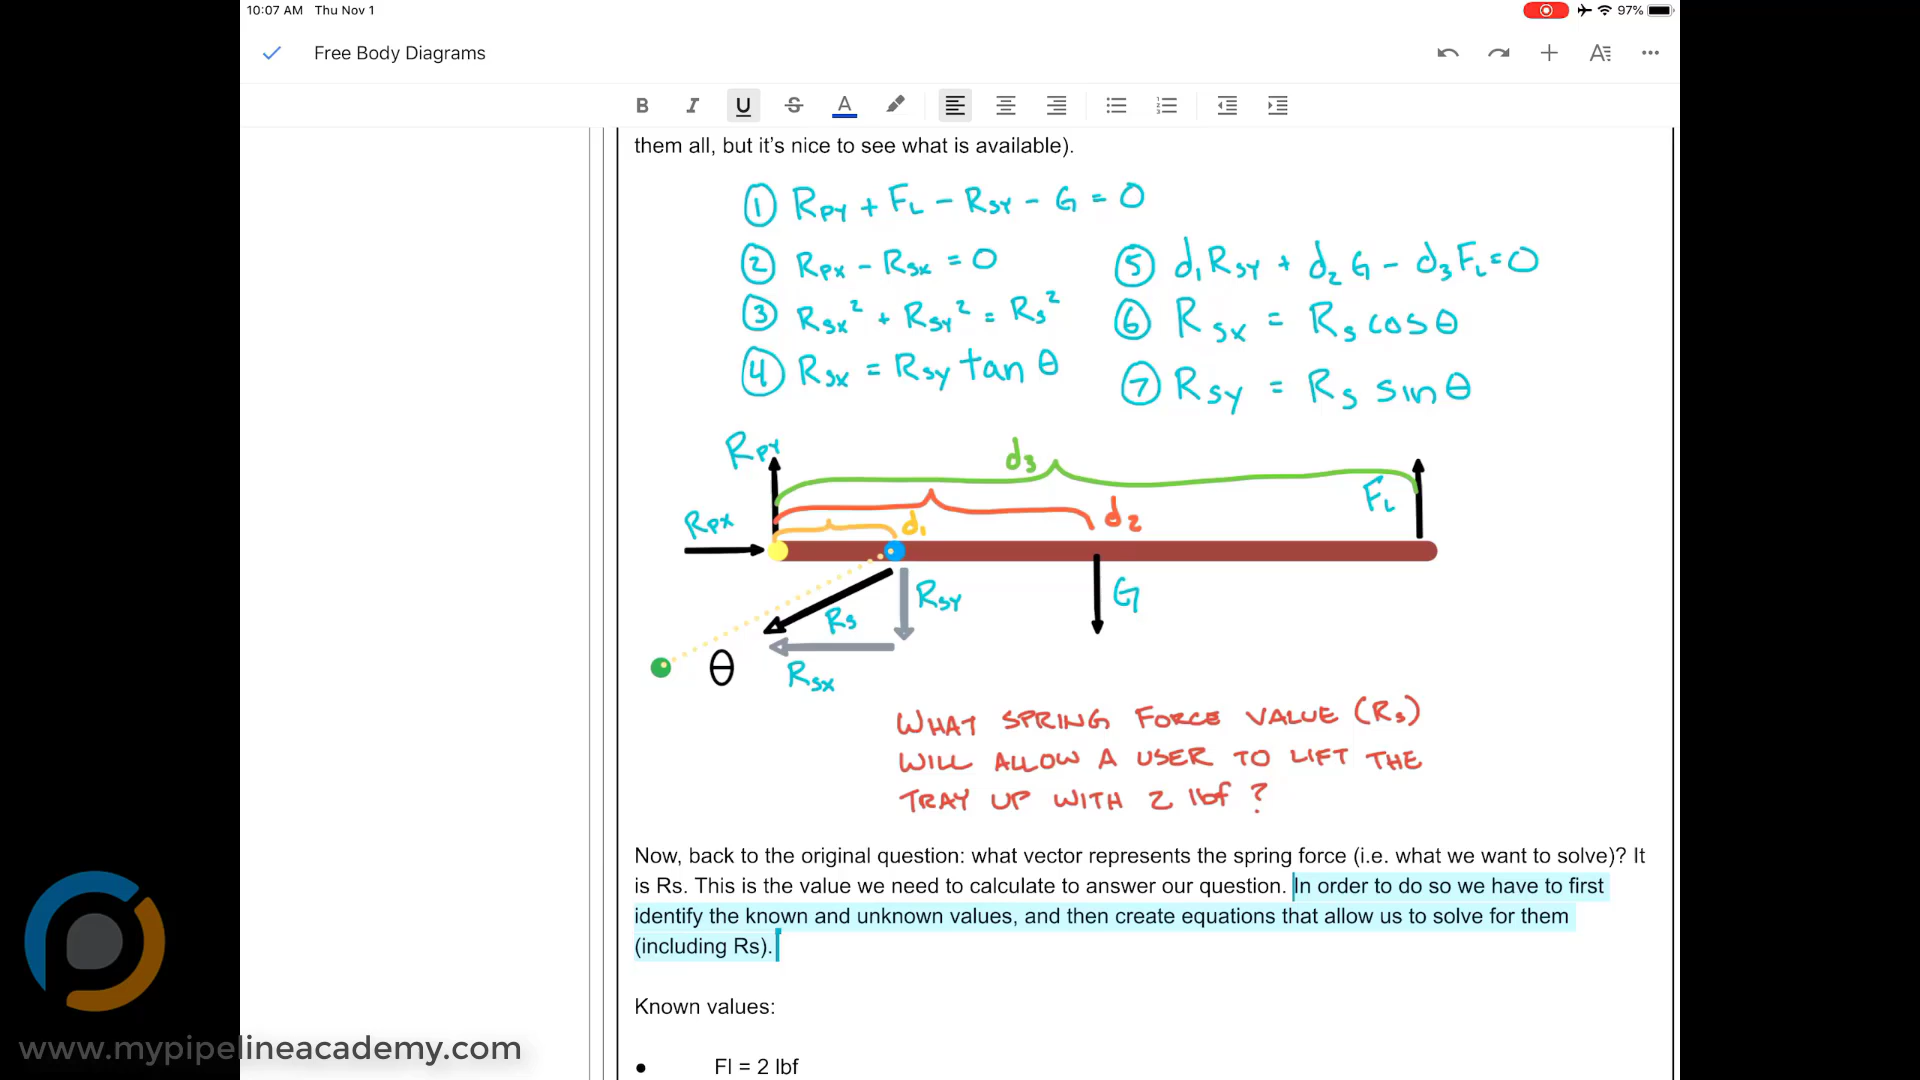 10:07 AM Thu Nov 1
97%
Free Body Diagrams
B I U S A
them all, but it's nice to see what is available).
① RPY + FL − RSY − G = 0
② RPX − RSX = 0
③ RSX² + RSY² = RS²
④ RSX = RSY tan θ
⑤ d1RSY + d2 G − d3FL = 0
⑥ RSX = RS cos θ
⑦ RSY = RS sin θ
RPY
d3
FL
RPX
d1
d2
RSY
G
RS
θ
RSX
WHAT SPRING FORCE VALUE (RS)
WILL ALLOW A USER TO LIFT THE
TRAY UP WITH 2 lbf ?
Now, back to the original question: what vector represents the spring force (i.e. what we want to solve)? It
is Rs. This is the value we need to calculate to answer our question. In order to do so we have to first
identify the known and unknown values, and then create equations that allow us to solve for them
(including Rs).
Known values:
● Fl = 2 lbf
www.mypipelineacademy.com